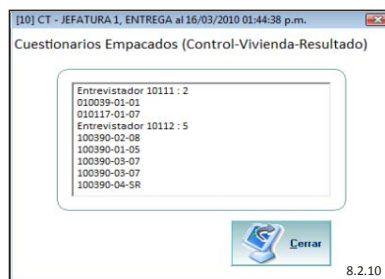 [10] CT - JEFATURA 1, ENTREGA al 16/03/2010 01:44:38 p.m.
Cuestionarios Empacados (Control-Vivienda-Resultado)
Entrevistador 10111 : 2
010039-01-01
010117-01-07
Entrevistador 10112 : 5
100390-02-08
100390-01-05
100390-03-07
100390-03-07
100390-04-SR
Cerrar
8.2.10